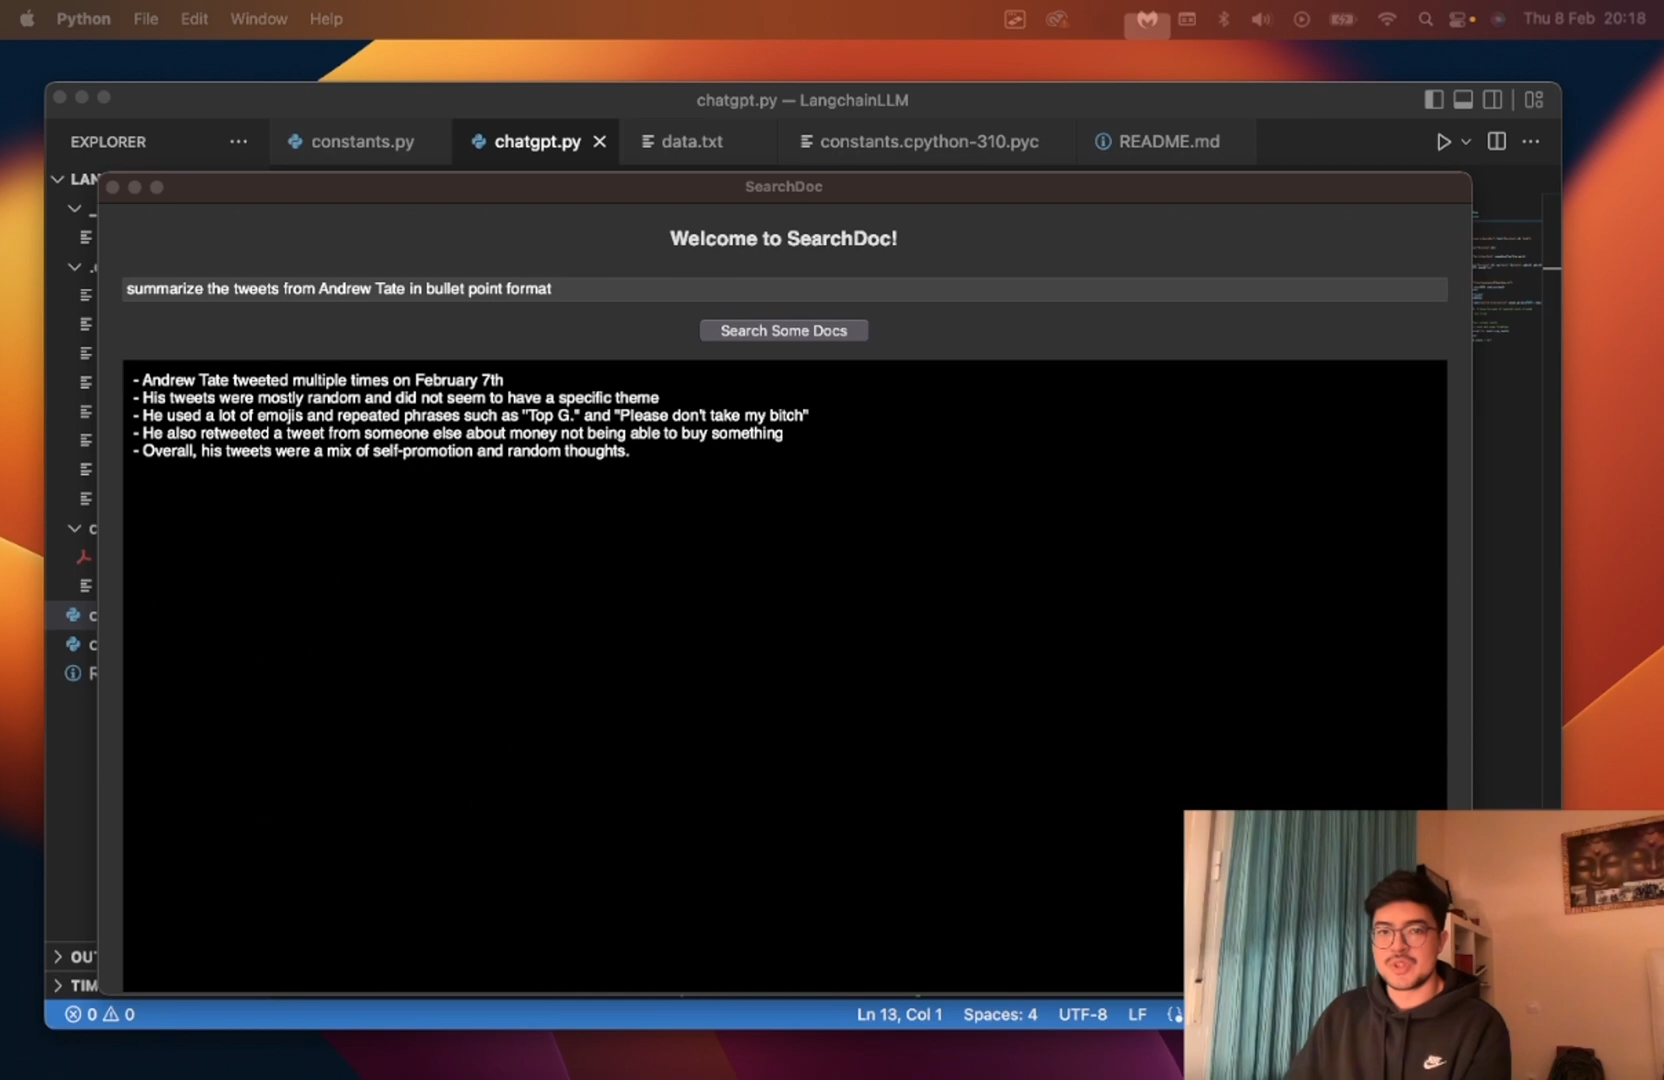 Python File Edit Window Help Thu 8 Feb 20:18
chatgpt.py — LangchainLLM
EXPLORER ··· constants.py chatgpt.py data.txt constants.cpython-310.pyc README.md ···
LAN
SearchDoc
Welcome to SearchDoc!
summarize the tweets from Andrew Tate in bullet point format
Search Some Docs
- Andrew Tate tweeted multiple times on February 7th
- His tweets were mostly random and did not seem to have a specific theme
- He used a lot of emojis and repeated phrases such as "Top G." and "Please don't take my bitch"
- He also retweeted a tweet from someone else about money not being able to buy something
- Overall, his tweets were a mix of self-promotion and random thoughts.
c
c
c
R
OUT
TIM
0 0 Ln 13, Col 1 Spaces: 4 UTF-8 LF {